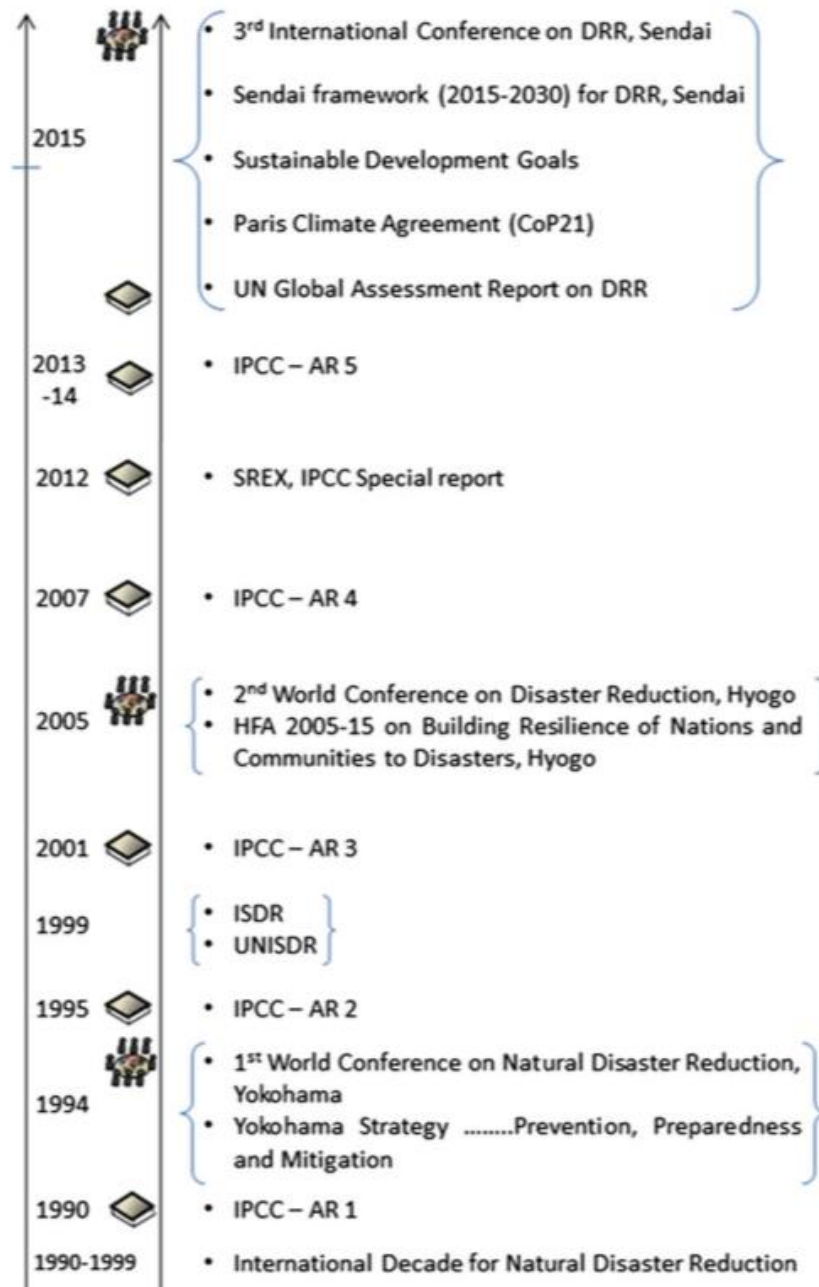 • 3rd International Conference on DRR, Sendai
• Sendai framework (2015-2030) for DRR, Sendai
2015
• Sustainable Development Goals
• Paris Climate Agreement (CoP21)
• UN Global Assessment Report on DRR
2013
-14
• IPCC – AR 5
2012
• SREX, IPCC Special report
2007
• IPCC – AR 4
2005
• 2nd World Conference on Disaster Reduction, Hyogo
• HFA 2005-15 on Building Resilience of Nations and
Communities to Disasters, Hyogo
2001
• IPCC – AR 3
1999
• ISDR
• UNISDR
1995
• IPCC – AR 2
1994
• 1st World Conference on Natural Disaster Reduction,
Yokohama
• Yokohama Strategy ........Prevention, Preparedness
and Mitigation
1990
• IPCC – AR 1
1990-1999
• International Decade for Natural Disaster Reduction